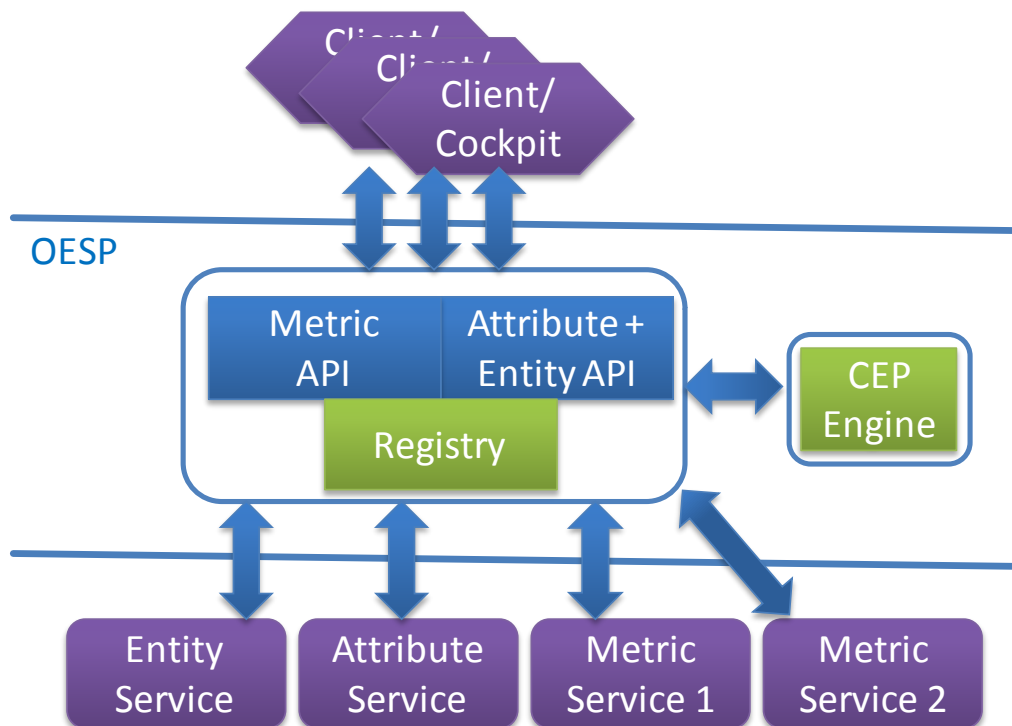 Client/
Client/
Client/
Cockpit
OESP
Metric
API
Attribute +
Entity API
Registry
CEP
Engine
Entity
Service
Attribute
Service
Metric
Service 1
Metric
Service 2